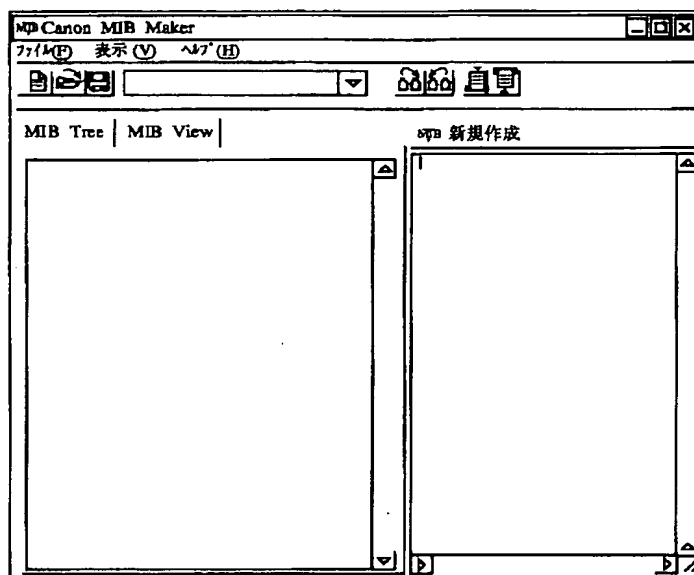 Canon MIB Maker
ﾌｧｲﾙ(F) 表示(V) ﾍﾙﾌﾟ(H)
MIB Tree MIB View
新規作成